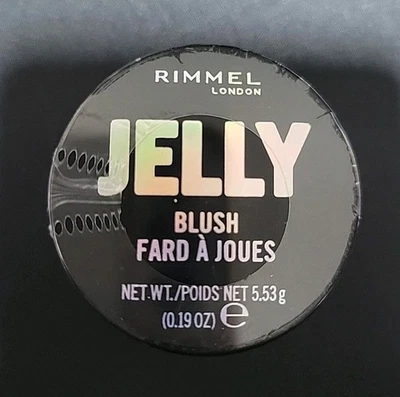 RIMMEL
LONDON
JELLY
BLUSH
FARD À JOUES
NET WT./POIDS NET 5.53 g
(0.19 OZ) ℮